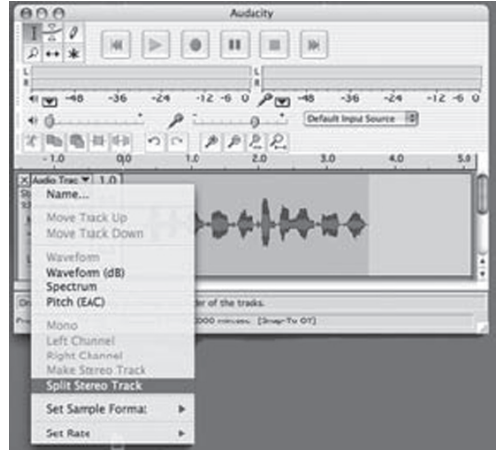 Audacity
L
R
-48 -36 -24 -12 -6 0
L
R
-48 -36 -24 -12 -6 0
Default Input Source
- 1.0 0.0 1.0 2.0 3.0 4.0 5.0
Audio Trac 1.0
Name...
Move Track Up
Move Track Down
Waveform
Waveform (dB)
Spectrum
Pitch (EAC)
der of the tracks.
[Snap-To Off]
Mono
Left Channel
Right Channel
Make Stereo Track
Split Stereo Track
Set Sample Format
Set Rate